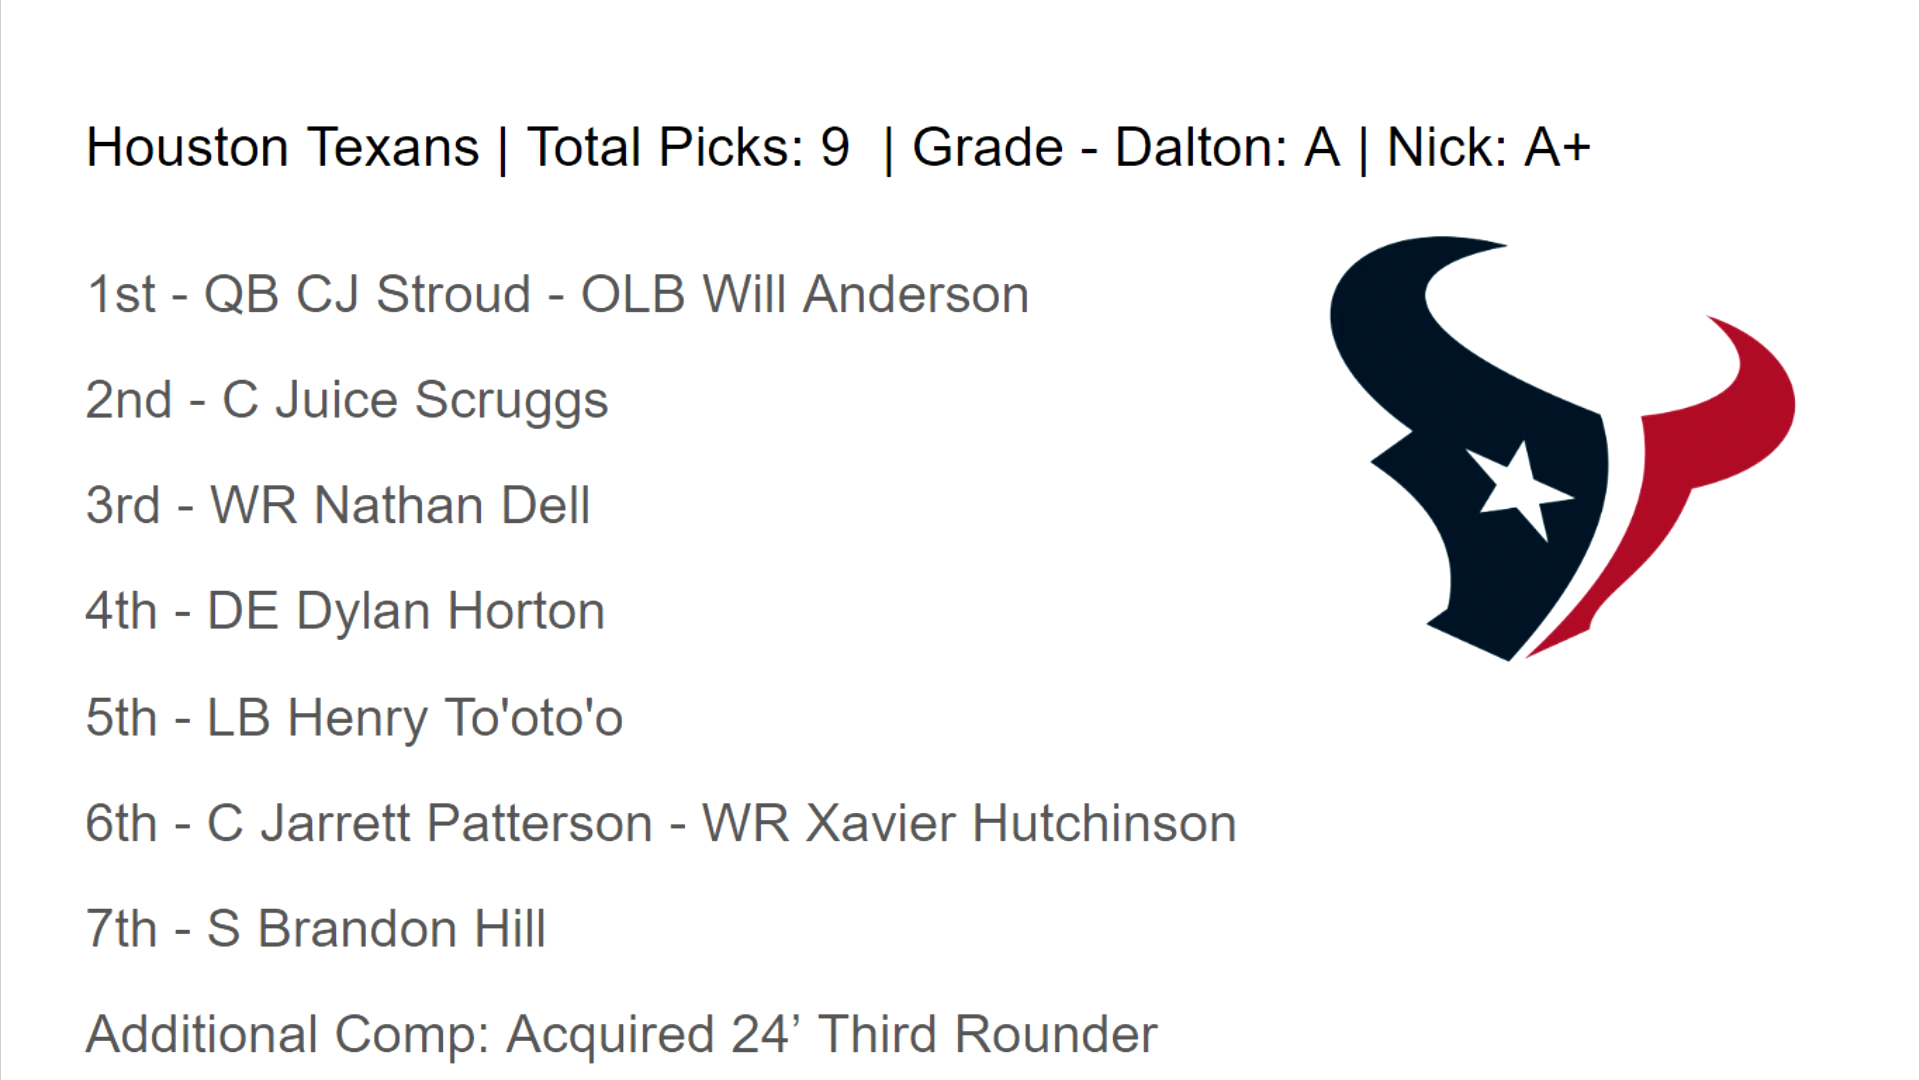 Houston Texans | Total Picks: 9  | Grade - Dalton: A | Nick: A+
1st - QB CJ Stroud - OLB Will Anderson
2nd - C Juice Scruggs
3rd - WR Nathan Dell
4th - DE Dylan Horton
5th - LB Henry To'oto'o
6th - C Jarrett Patterson - WR Xavier Hutchinson
7th - S Brandon Hill
Additional Comp: Acquired 24’ Third Rounder